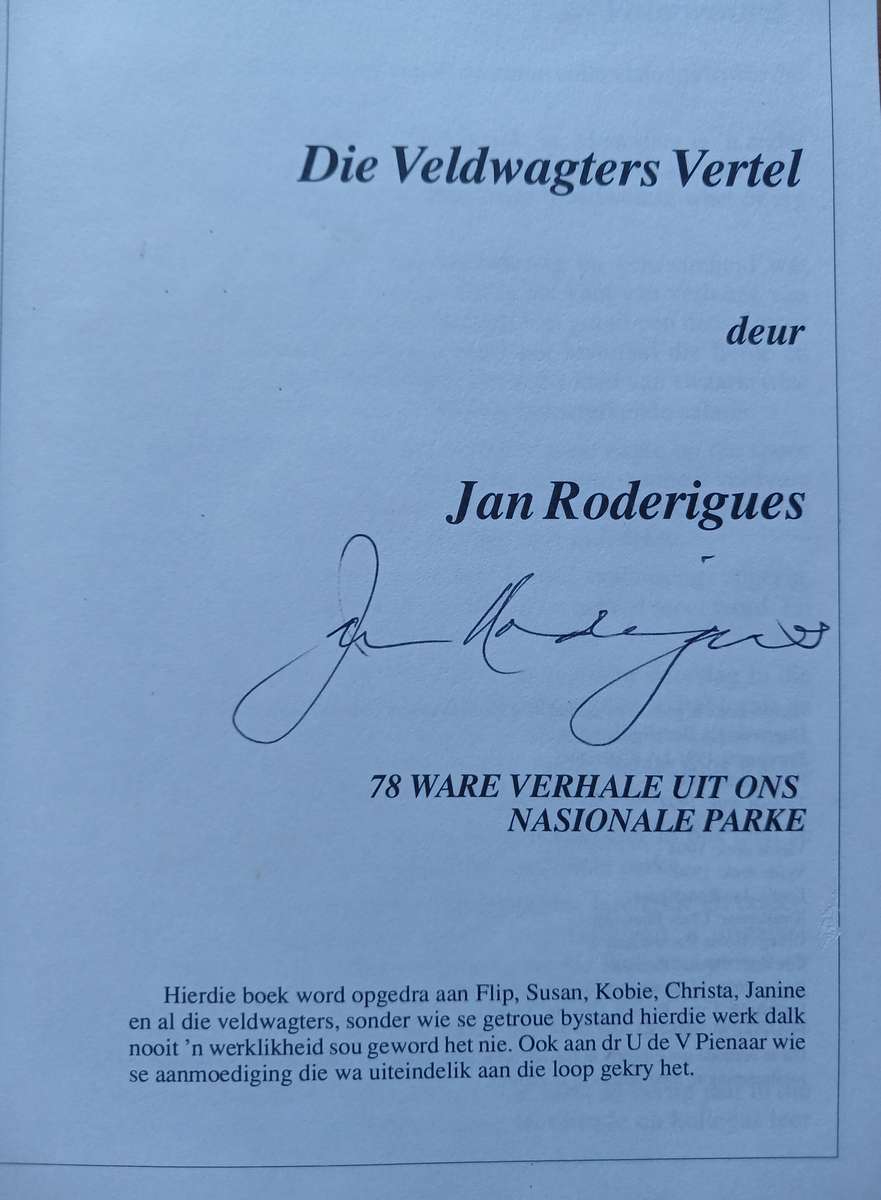 Die Veldwagters Vertel
deur
Jan Roderigues
Jan Roderigues
78 WARE VERHALE UIT ONS
NASIONALE PARKE
Hierdie boek word opgedra aan Flip, Susan, Kobie, Christa, Janine
en al die veldwagters, sonder wie se getroue bystand hierdie werk dalk
nooit 'n werklikheid sou geword het nie. Ook aan dr U de V Pienaar wie
se aanmoediging die wa uiteindelik aan die loop gekry het.